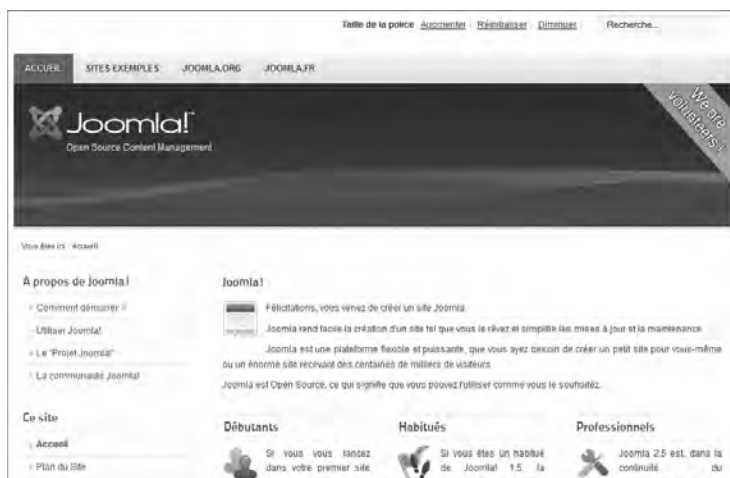 Taille de la police Augmenter Réinitialiser Diminuer Recherche...
ACCUEIL SITES EXEMPLES JOOMLA.ORG JOOMLA.FR
Joomla!™
Open Source Content Management
We are
volunteers !
Vous êtes ici : Accueil
A propos de Joomla!
Comment démarrer ?
Utiliser Joomla!
Le "Projet Joomla!"
La communauté Joomla!
Ce site
Accueil
Plan du Site
Joomla!
Félicitations, vous venez de créer un site Joomla.
Joomla rend facile la création d'un site tel que vous le rêvez et simplifie les mises à jour et la maintenance.
Joomla est une plateforme flexible et puissante, que vous ayez besoin de créer un petit site pour vous-même
ou un énorme site recevant des centaines de milliers de visiteurs.
Joomla est Open Source, ce qui signifie que vous pouvez l'utiliser comme vous le souhaitez.
Débutants
Si vous vous lancez
dans votre premier site
Habitués
Si vous êtes un habitué
de Joomla! 1.5 la
Professionnels
Joomla 2.5 est, dans la
continuité du